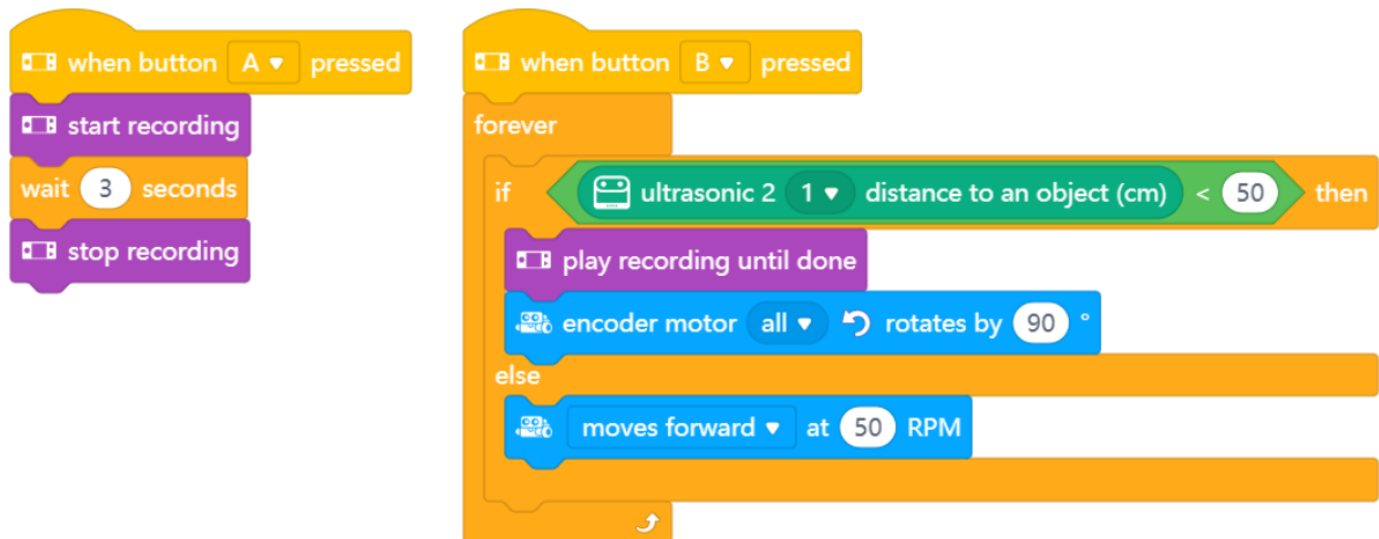 when button A pressed
start recording
wait 3 seconds
stop recording
when button B pressed
forever
if ultrasonic 2 1 distance to an object (cm) < 50 then
play recording until done
encoder motor all rotates by 90 °
else
moves forward at 50 RPM